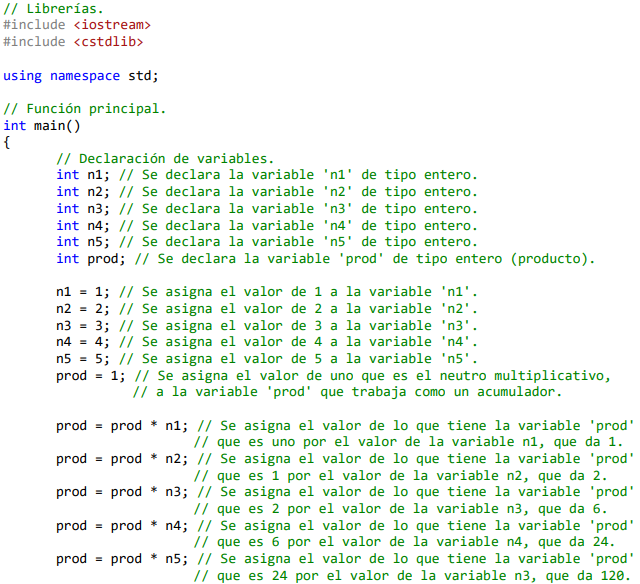 // Librerías.
#include <iostream>
#include <cstdlib>
using namespace std;
// Función principal.
int main()
{
// Declaración de variables.
int n1; // Se declara la variable 'n1' de tipo entero.
int n2; // Se declara la variable 'n2' de tipo entero.
int n3; // Se declara la variable 'n3' de tipo entero.
int n4; // Se declara la variable 'n4' de tipo entero.
int n5; // Se declara la variable 'n5' de tipo entero.
int prod; // Se declara la variable 'prod' de tipo entero (producto).
n1 = 1; // Se asigna el valor de 1 a la variable 'n1'.
n2 = 2; // Se asigna el valor de 2 a la variable 'n2'.
n3 = 3; // Se asigna el valor de 3 a la variable 'n3'.
n4 = 4; // Se asigna el valor de 4 a la variable 'n4'.
n5 = 5; // Se asigna el valor de 5 a la variable 'n5'.
prod = 1; // Se asigna el valor de uno que es el neutro multiplicativo,
// a la variable 'prod' que trabaja como un acumulador.
prod = prod * n1; // Se asigna el valor de lo que tiene la variable 'prod'
// que es uno por el valor de la variable n1, que da 1.
prod = prod * n2; // Se asigna el valor de lo que tiene la variable 'prod'
// que es 1 por el valor de la variable n2, que da 2.
prod = prod * n3; // Se asigna el valor de lo que tiene la variable 'prod'
// que es 2 por el valor de la variable n3, que da 6.
prod = prod * n4; // Se asigna el valor de lo que tiene la variable 'prod'
// que es 6 por el valor de la variable n4, que da 24.
prod = prod * n5; // Se asigna el valor de lo que tiene la variable 'prod'
// que es 24 por el valor de la variable n3, que da 120.